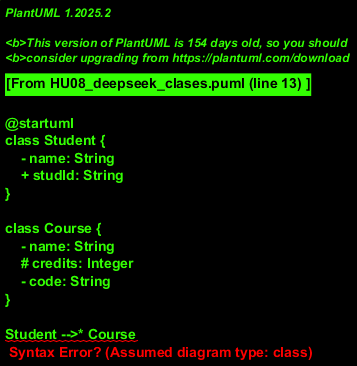 PlantUML 1.2025.2
<b>This version of PlantUML is 154 days old, so you should
<b>consider upgrading from https://plantuml.com/download
[From HU08_deepseek_clases.puml (line 13) ]
@startuml
class Student {
- name: String
+ studId: String
}
class Course {
- name: String
# credits: Integer
- code: String
}
Student -->* Course
Syntax Error? (Assumed diagram type: class)